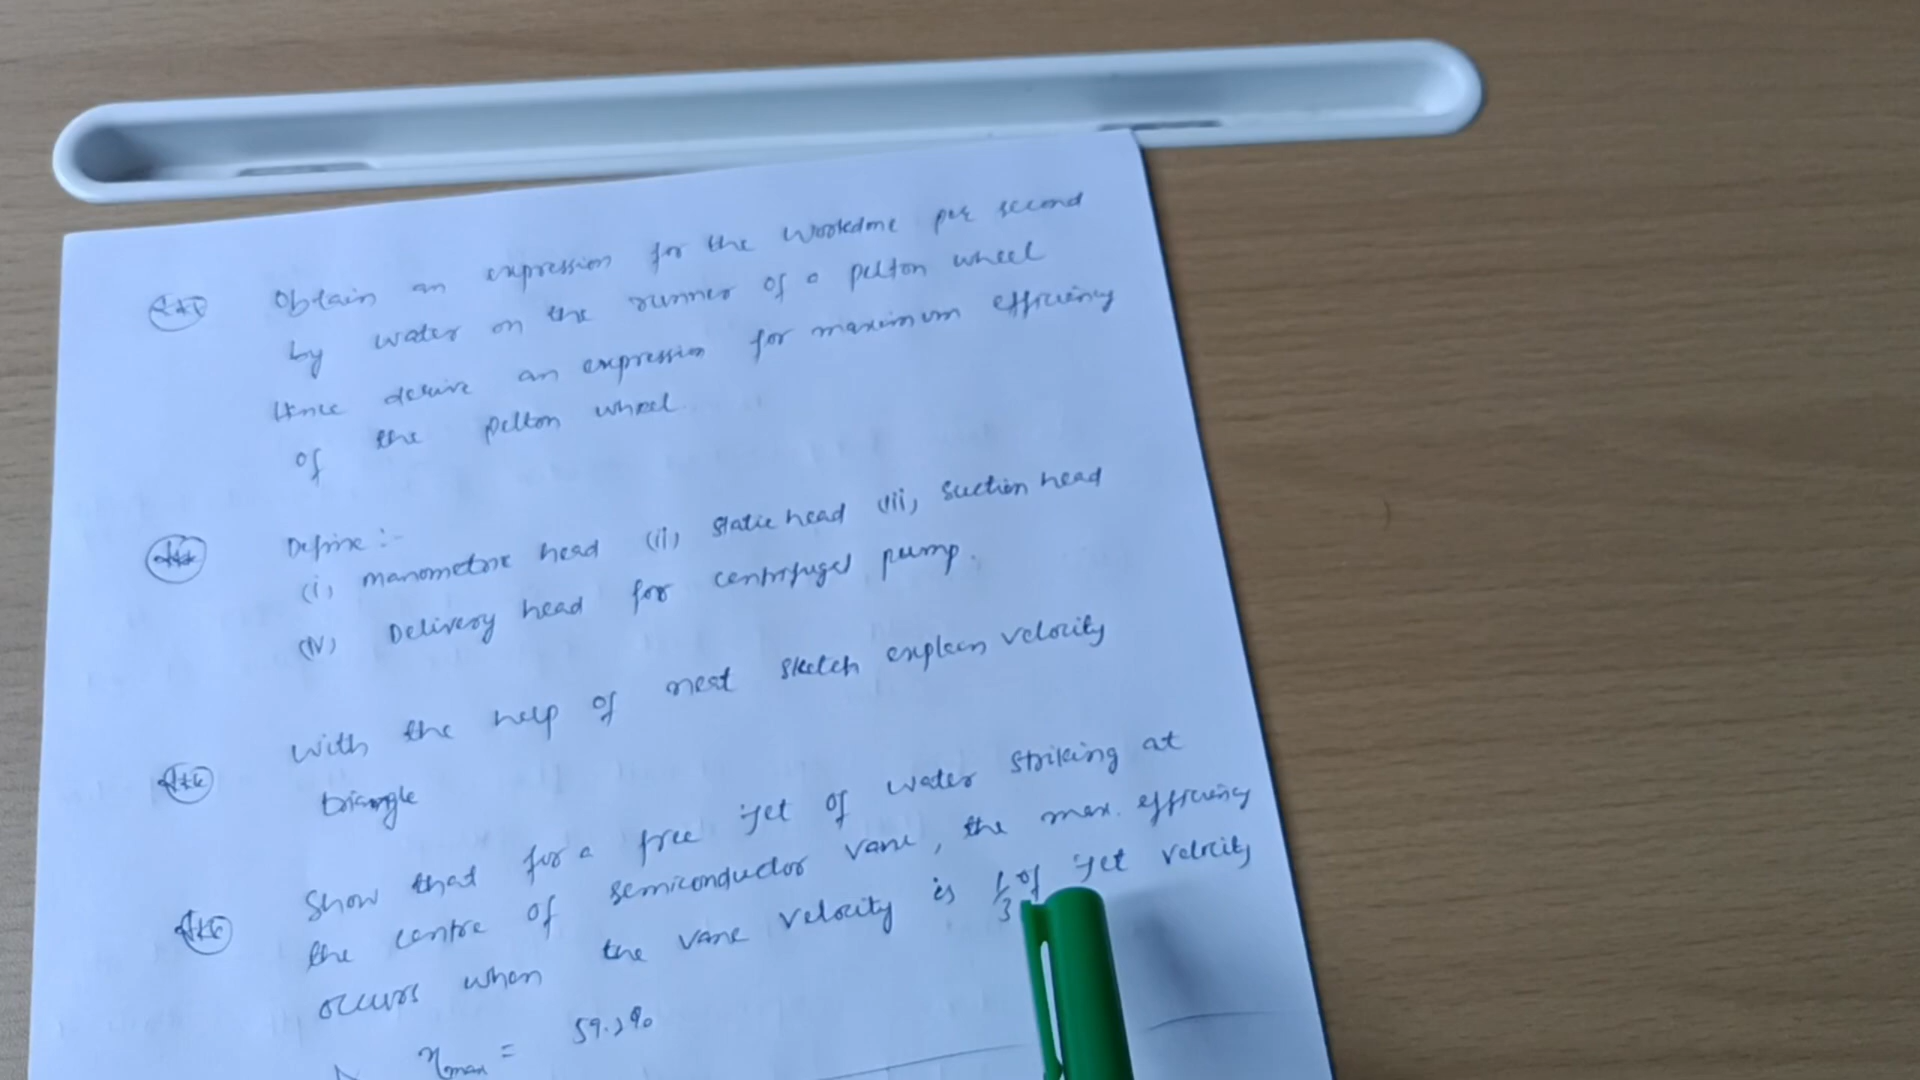 Obtain an expression for the workdone per second
by water on the runner of a pelton wheel
Hence derive an expression for maximum efficiency
of the pelton wheel
Define :-
(i) manometric head (ii) static head (iii) suction head
(iv) Delivery head for centrifugal pump.
With the help of neat sketch explain velocity
triangle
Show that for a free jet of water striking at
the centre of semiconductor vane, the max. efficiency
occurs when the vane velocity is 1/3 of jet velocity
ηmax = 59.2%